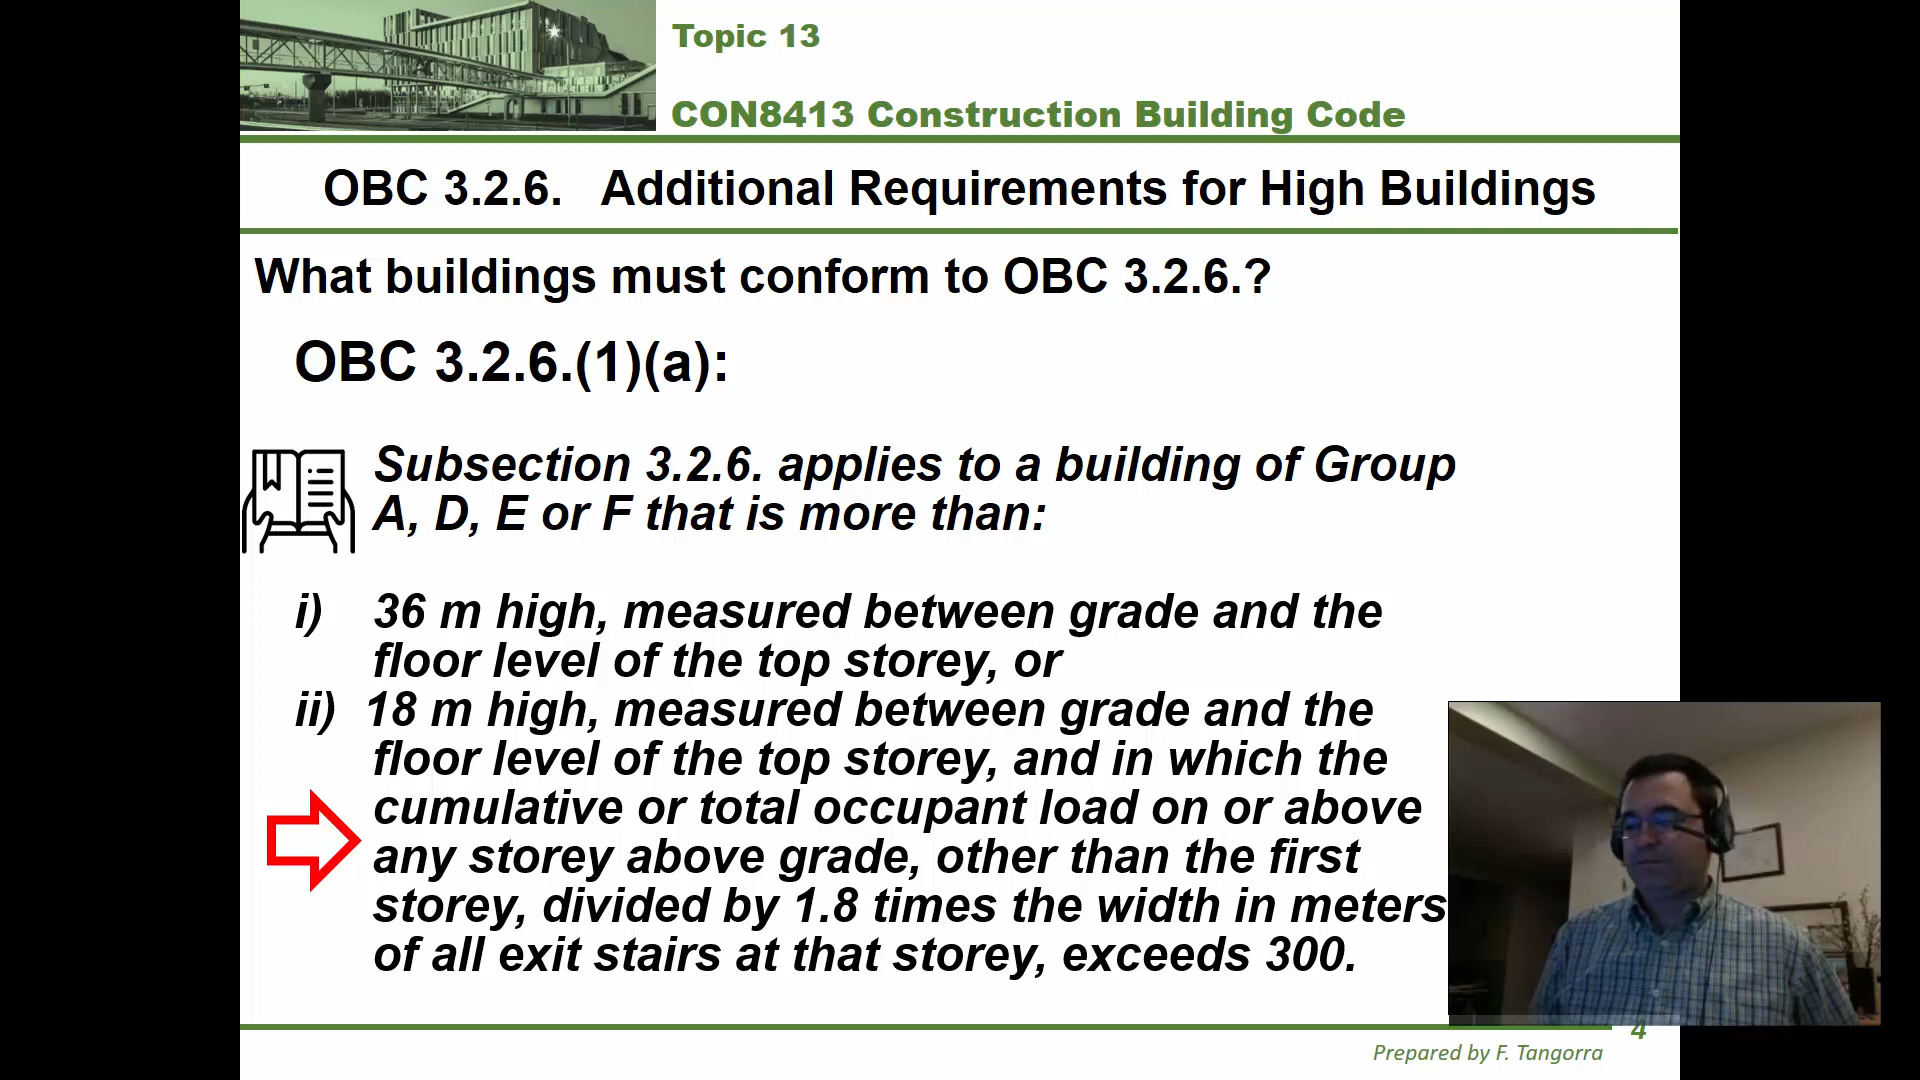 Topic 13
CON8413 Construction Building Code
OBC 3.2.6. Additional Requirements for High Buildings
What buildings must conform to OBC 3.2.6.?
OBC 3.2.6.(1)(a):
Subsection 3.2.6. applies to a building of Group
A, D, E or F that is more than:
i) 36 m high, measured between grade and the
floor level of the top storey, or
ii) 18 m high, measured between grade and the
floor level of the top storey, and in which the
cumulative or total occupant load on or above
any storey above grade, other than the first
storey, divided by 1.8 times the width in meters
of all exit stairs at that storey, exceeds 300.
4
Prepared by F. Tangorra